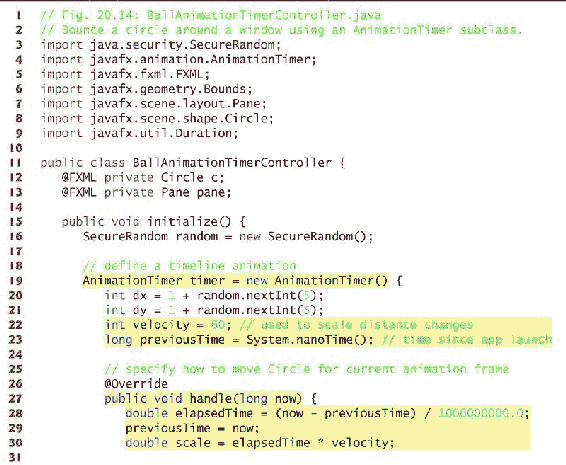 1 // Fig. 20.14: BallAnimationTimerController.java
2 // Bounce a circle around a window using an AnimationTimer subclass.
3 import java.security.SecureRandom;
4 import javafx.animation.AnimationTimer;
5 import javafx.fxml.FXML;
6 import javafx.geometry.Bounds;
7 import javafx.scene.layout.Pane;
8 import javafx.scene.shape.Circle;
9 import javafx.util.Duration;
10
11 public class BallAnimationTimerController {
12 @FXML private Circle c;
13 @FXML private Pane pane;
14
15 public void initialize() {
16 SecureRandom random = new SecureRandom();
17
18 // define a timeline animation
19 AnimationTimer timer = new AnimationTimer() {
20 int dx = 1 + random.nextInt(5);
21 int dy = 1 + random.nextInt(5);
22 int velocity = 60; // used to scale distance changes
23 long previousTime = System.nanoTime(); // time since app launch
24
25 // specify how to move Circle for current animation frame
26 @Override
27 public void handle(long now) {
28 double elapsedTime = (now - previousTime) / 1000000000.0;
29 previousTime = now;
30 double scale = elapsedTime * velocity;
31